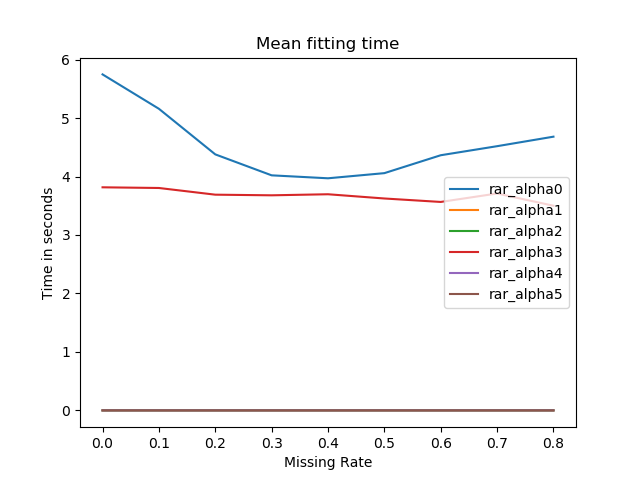 Mean fitting time
6
5
4
3
2
1
0
Time in seconds
rar_alpha0
rar_alpha1
rar_alpha2
rar_alpha3
rar_alpha4
rar_alpha5
0.0 0.1 0.2 0.3 0.4 0.5 0.6 0.7 0.8
Missing Rate